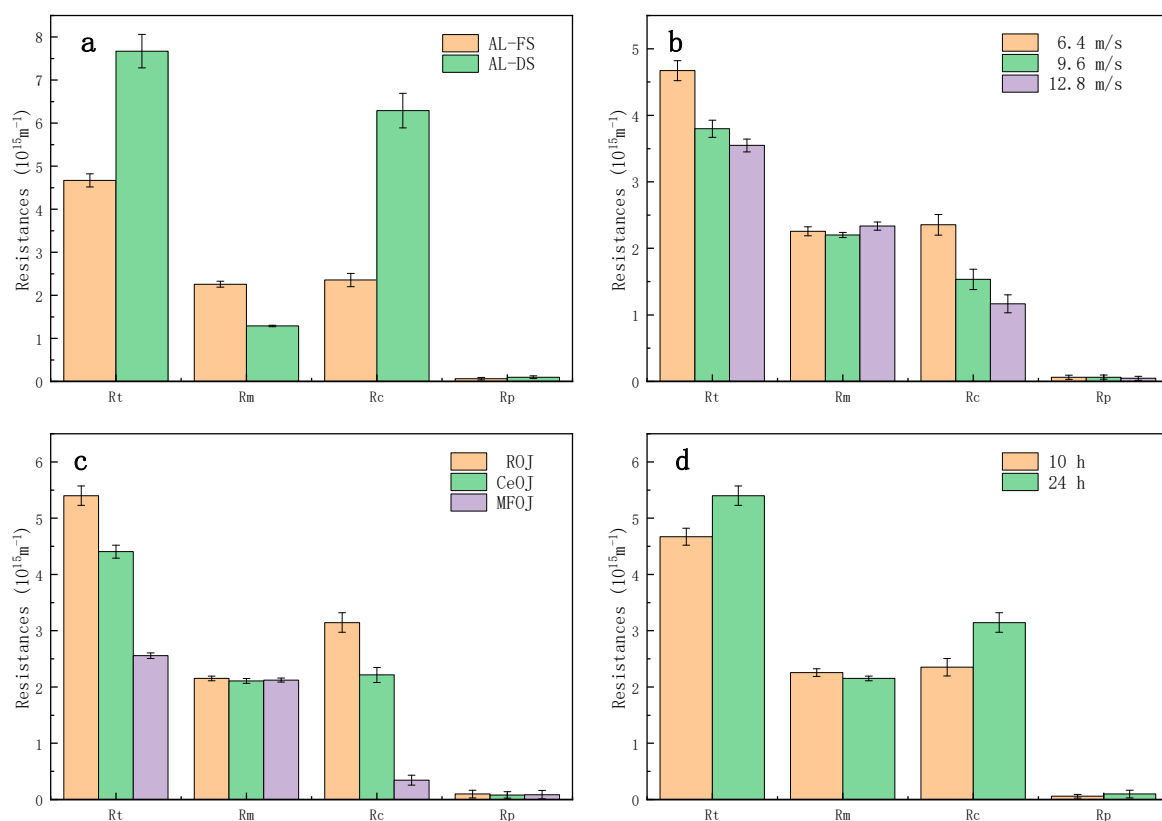 a
AL-FS
AL-DS
Resistances (10¹⁵m⁻¹)
8
7
6
5
4
3
2
1
0
Rt Rm Rc Rp
b
6.4 m/s
9.6 m/s
12.8 m/s
Resistances (10¹⁵m⁻¹)
5
4
3
2
1
0
Rt Rm Rc Rp
c
ROJ
CeOJ
MFOJ
Resistances (10¹⁵m⁻¹)
6
5
4
3
2
1
0
Rt Rm Rc Rp
d
10 h
24 h
Resistances (10¹⁵m⁻¹)
6
5
4
3
2
1
0
Rt Rm Rc Rp